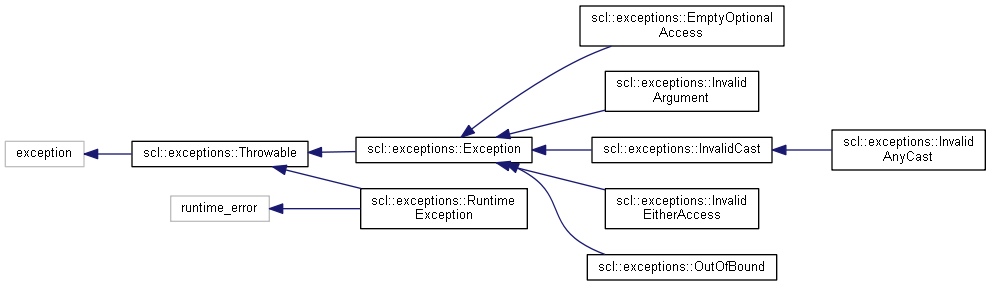 scl::exceptions::EmptyOptional
Access
scl::exceptions::Invalid
Argument
exception
scl::exceptions::Throwable
scl::exceptions::Exception
scl::exceptions::InvalidCast
scl::exceptions::Invalid
AnyCast
runtime_error
scl::exceptions::Runtime
Exception
scl::exceptions::Invalid
EitherAccess
scl::exceptions::OutOfBound